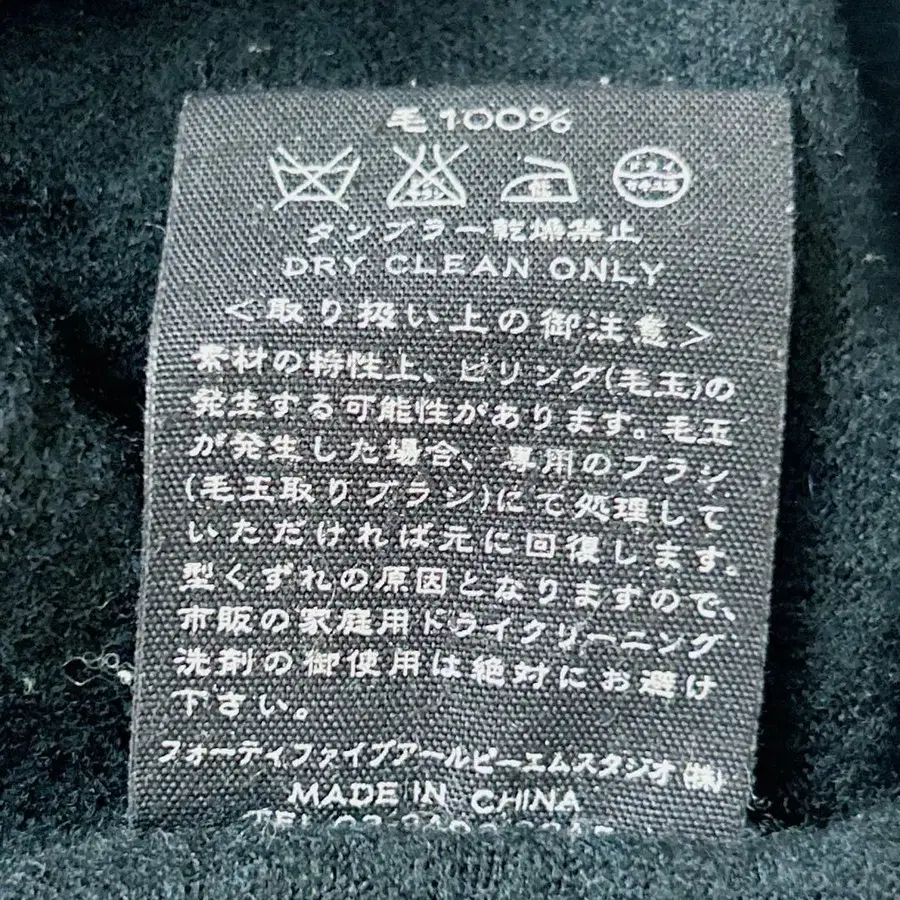 毛100%
タンブラー乾燥禁止
DRY CLEAN ONLY
<取り扱い上の御注意>
素材の特性上、ピリング(毛玉)の
発生する可能性があります。毛玉
が発生した場合、専用のブラシ
(毛玉取りブラシ)にて処理して
いただければ元に回復します。
型くずれの原因となりますので、
市販の家庭用ドライクリーニング
洗剤の御使用は絶対にお避け
下さい。
フォーティファイブアールピーエムスタジオ(株)
MADE IN CHINA
TEL